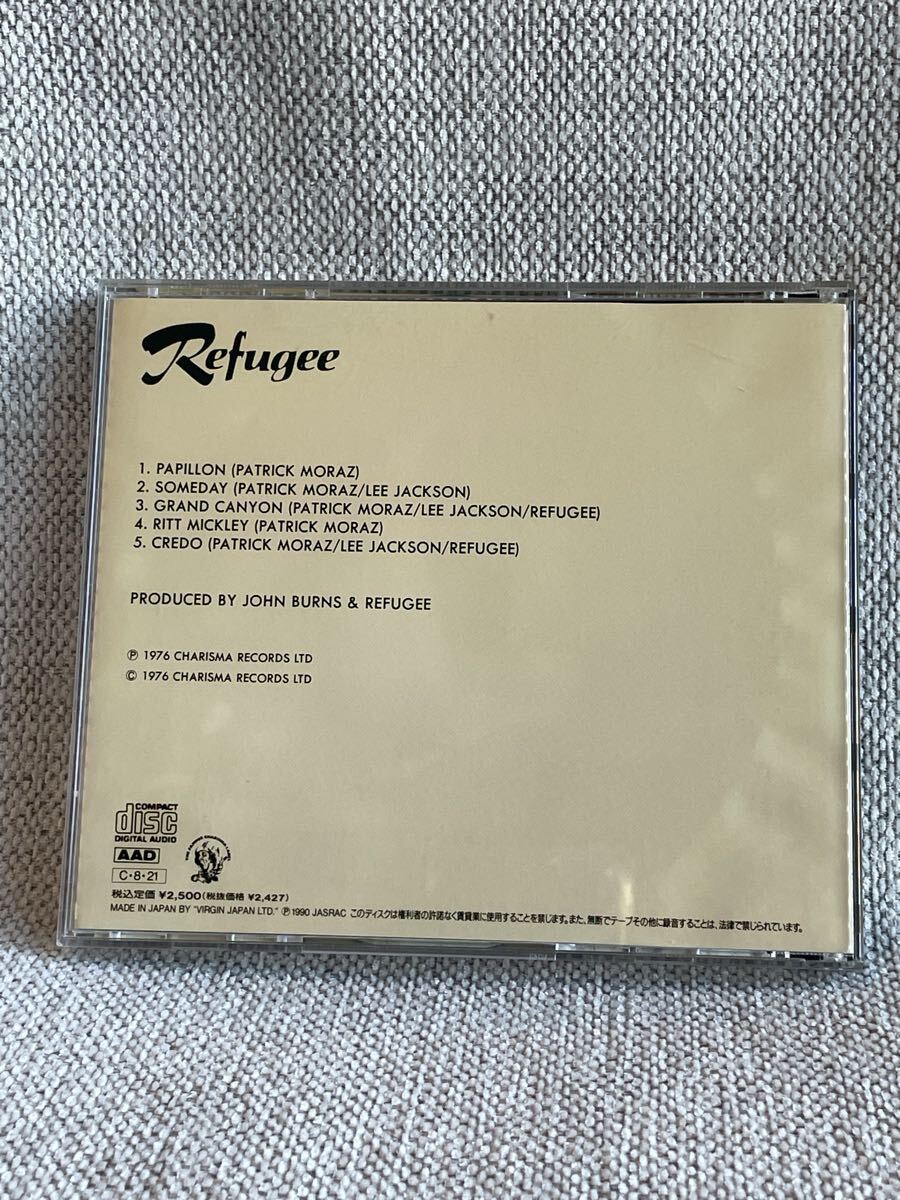 Refugee
1. PAPILLON (PATRICK MORAZ)
2. SOMEDAY (PATRICK MORAZ/LEE JACKSON)
3. GRAND CANYON (PATRICK MORAZ/LEE JACKSON/REFUGEE)
4. RITT MICKLEY (PATRICK MORAZ)
5. CREDO (PATRICK MORAZ/LEE JACKSON/REFUGEE)
PRODUCED BY JOHN BURNS & REFUGEE
Ⓟ 1976 CHARISMA RECORDS LTD
© 1976 CHARISMA RECORDS LTD
COMPACT
disc
DIGITAL AUDIO
AAD
C・8・21
税込定価 ¥2,500(税抜価格 ¥2,427)
MADE IN JAPAN BY "VIRGIN JAPAN LTD." Ⓟ 1990 JASRAC このディスクは権利者の許諾なく賃貸業に使用することを禁じます。また、無断でテープその他に録音することは、法律で禁じられています。